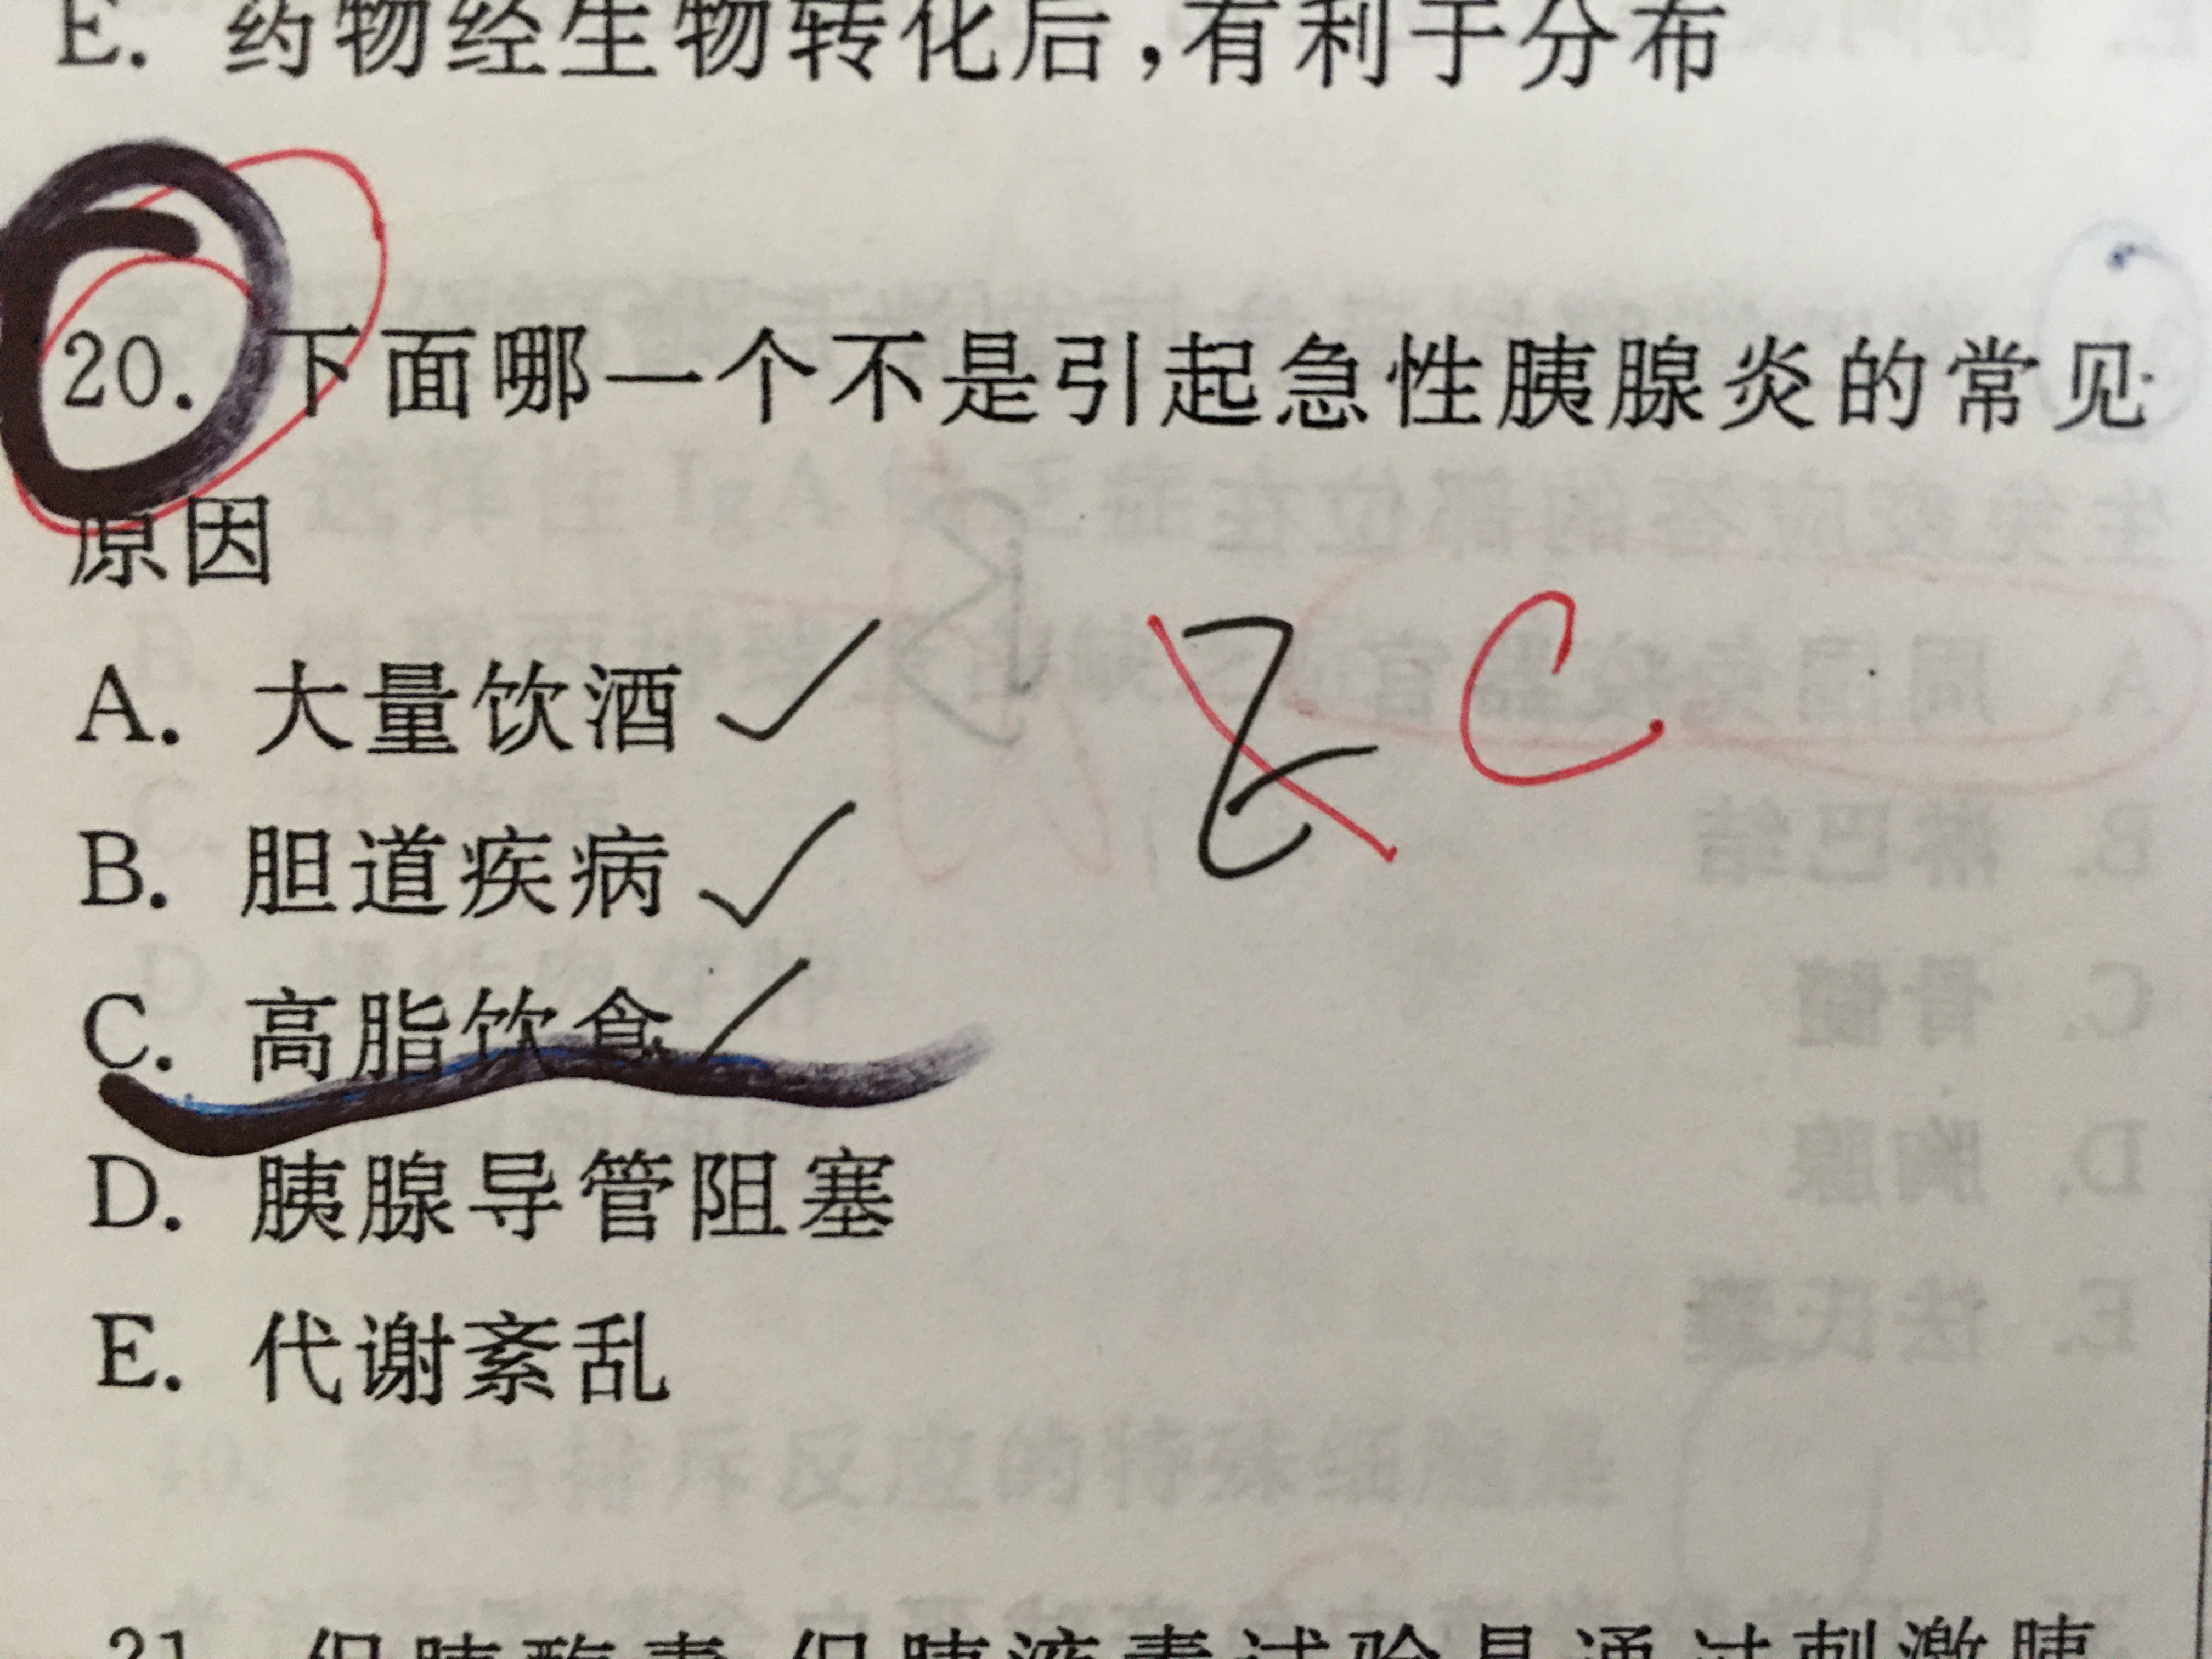 E. 药物经生物转化后,有利于分布
20. 下面哪一个不是引起急性胰腺炎的常见
原因
A. 大量饮酒 ✓
B. 胆道疾病 ✓
C. 高脂饮食 ✓
D. 胰腺导管阻塞
E. 代谢紊乱
C